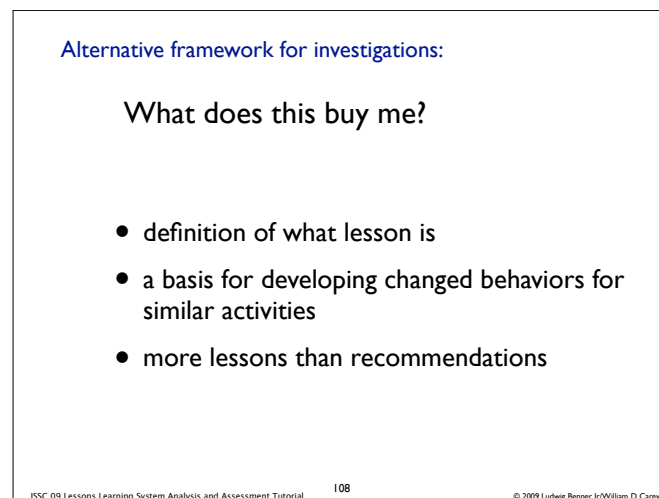 Alternative framework for investigations:
What does this buy me?
• definition of what lesson is
• a basis for developing changed behaviors for
similar activities
• more lessons than recommendations
ISSC 09 Lessons Learning System Analysis and Assessment Tutorial
108
© 2009 Ludwig Benner Jr/William D Carey